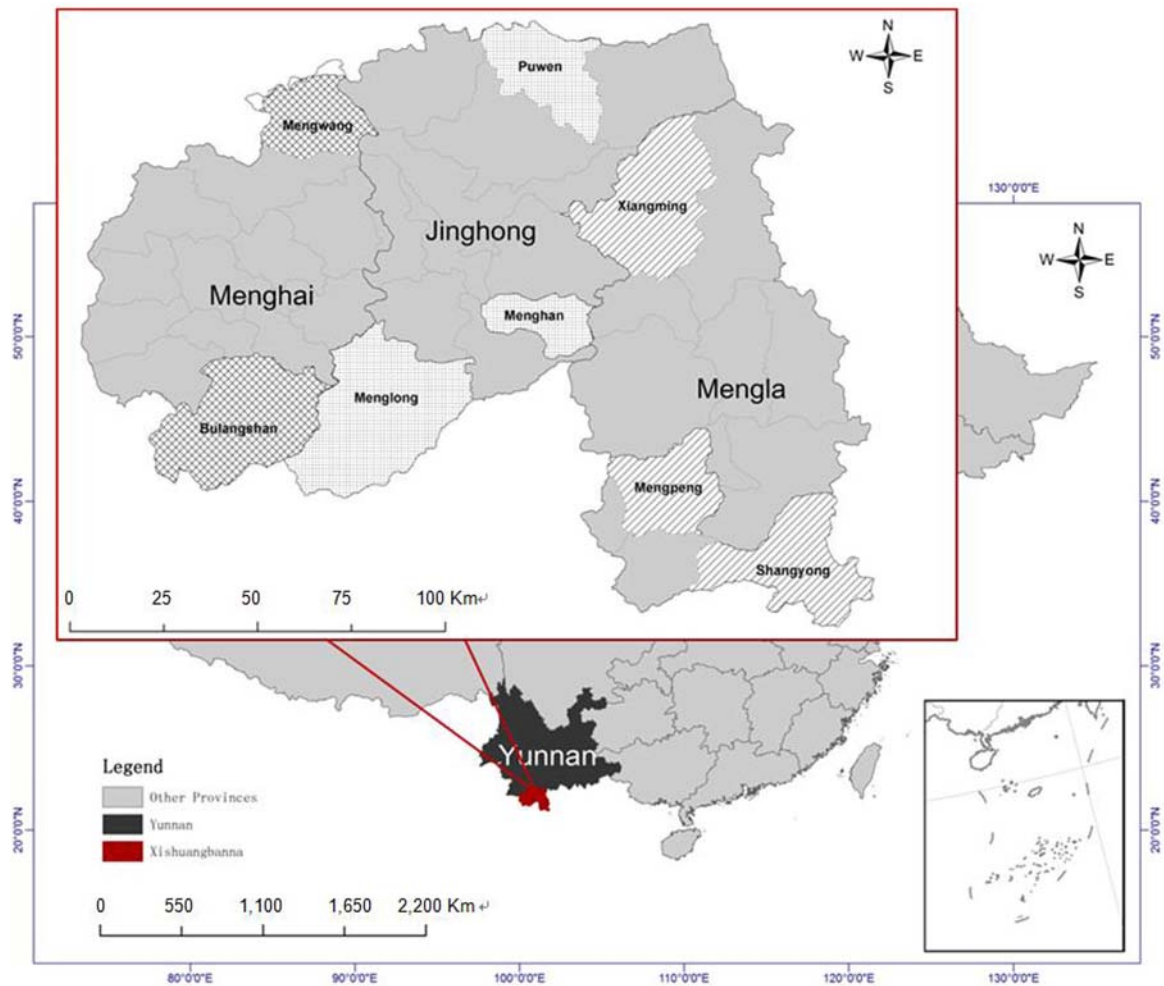 N
W E
S
Puwen
Mengwang
Xiangming
Jinghong
Menghai
Menghan
Mengla
Menglong
Bulangshan
Mengpeng
Shangyong
0 25 50 75 100 Km↵
130°0'0"E
N
W E
S
50°0'0"N
50°0'0"N
40°0'0"N
40°0'0"N
30°0'0"N
30°0'0"N
20°0'0"N
20°0'0"N
Yunnan
Legend
Other Provinces
Yunnan
Xishuangbanna
0 550 1,100 1,650 2,200 Km↵
80°0'0"E 90°0'0"E 100°0'0"E 110°0'0"E 120°0'0"E 130°0'0"E